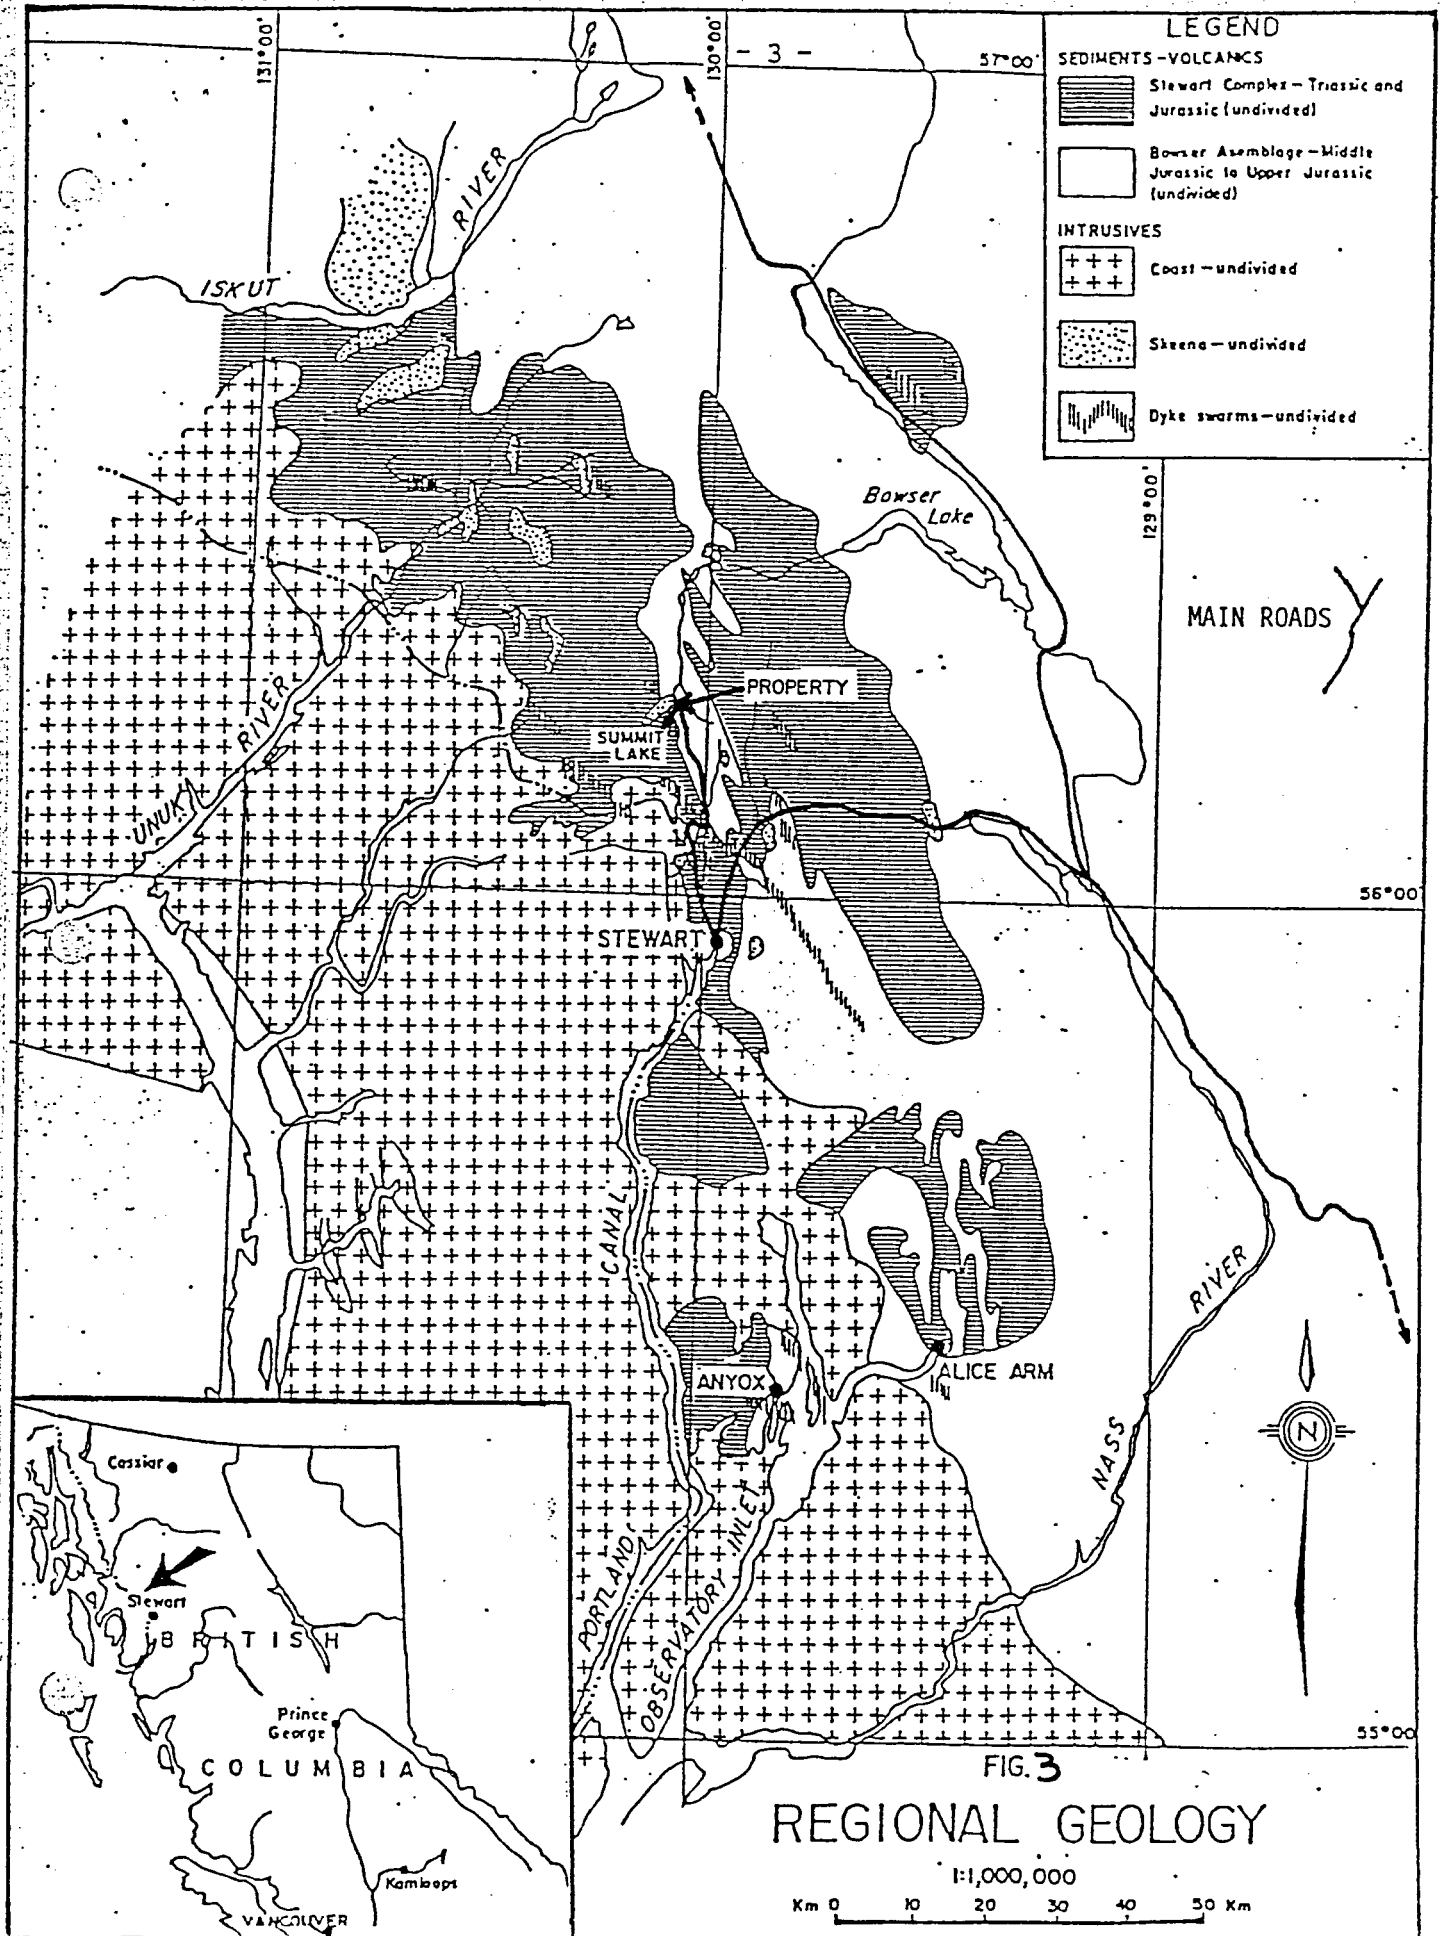 - 3 -
LEGEND
SEDIMENTS-VOLCANICS
Stewart Complex-Triassic and
Jurassic (undivided)
Bowser Asemblage-Middle
Jurassic to Upper Jurassic
(undivided)
INTRUSIVES
Coast-undivided
Skeena-undivided
Dyke swarms-undivided
131°00'
130°00'
57°00'
129°00'
56°00'
55°00'
RIVER
ISKUT
Bowser
Lake
MAIN ROADS
PROPERTY
SUMMIT
LAKE
UNUK RIVER
STEWART
CANAL
RIVER
ALICE ARM
ANYOX
NASS
N
PORTLAND
OBSERVATORY INLET
Cassiar
Stewart
BRITISH
Prince
George
COLUMBIA
Kamloops
VANCOUVER
FIG. 3
REGIONAL GEOLOGY
1:1,000,000
Km 0 10 20 30 40 50 Km